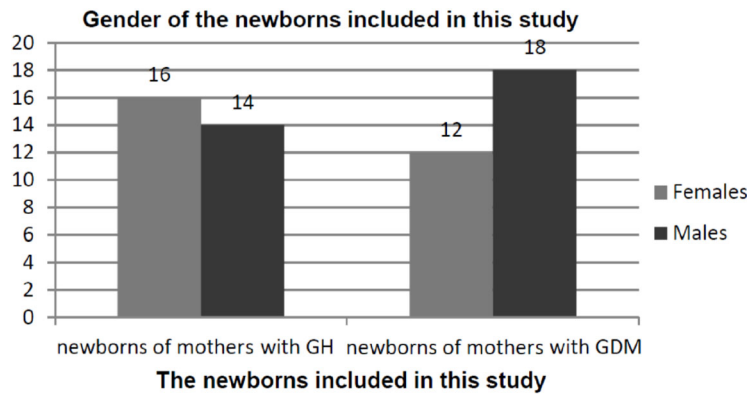 Gender of the newborns included in this study
20
18
16
14
12
10
8
6
4
2
0
16
14
12
18
Females
Males
newborns of mothers with GH
newborns of mothers with GDM
The newborns included in this study